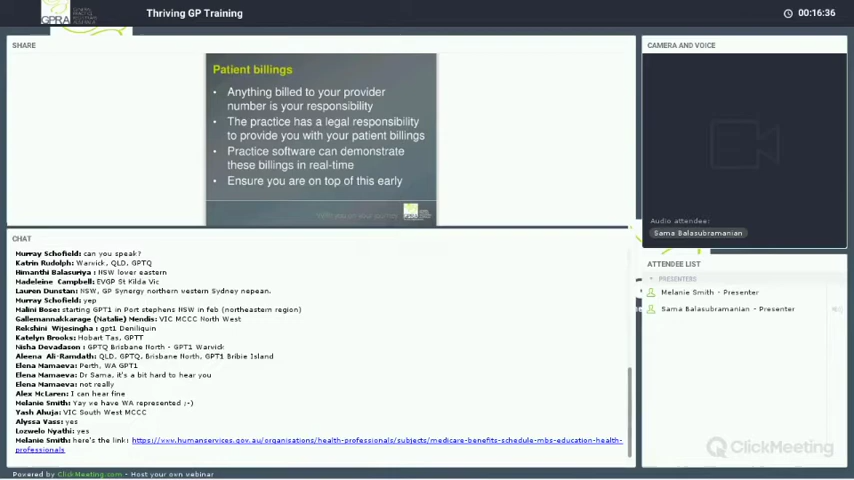 GPRA
Thriving GP Training
00:16:36
SHARE
CAMERA AND VOICE
Patient billings
• Anything billed to your provider
number is your responsibility
• The practice has a legal responsibility
to provide you with your patient billings
• Practice software can demonstrate
these billings in real-time
• Ensure you are on top of this early
Audio attendee:
Sama Balasubramanian
CHAT
Murray Schofield: can you speak?
Katrin Rudolph: Warwick, QLD, GPTQ
Himanthi Balasuriya : NSW lover eastern
Madeleine Campbell: EVGP St Kilda Vic
Lauren Dunstan: NSW, GP Synergy northern western Sydney nepean.
Murray Schofield: yep
Malini Bose: starting GPT1 in Port stephens NSW in feb (northeastern region)
Gallemannakkarage (Natalie) Mendis: VIC MCCC North West
Rekshini Wijesingha : gpt1 Deniliquin
Katelyn Brooks: Hobart Tas, GPTT
Nisha Devadason : GPTQ Brisbane North - GPT1 Warwick
Aleena Ali-Ramdath: QLD, GPTQ, Brisbane North, GPT1 Bribie Island
Elena Mamaeva: Perth, WA GPT1
Elena Mamaeva: Dr Sama, it's a bit hard to hear you
Elena Mamaeva: not really
Alex McLaren: I can hear fine
Melanie Smith: Yay we have WA represented ;-)
Yash Ahuja: VIC South West MCCC
Alyssa Vass: yes
Lozwelo Nyathi: yes
Melanie Smith: here's the link: https://www.humanservices.gov.au/organisations/health-professionals/subjects/medicare-benefits-schedule-mbs-education-health-
professionals
ATTENDEE LIST
PRESENTERS
Melanie Smith - Presenter
Sama Balasubramanian - Presenter
ClickMeeting
Powered by ClickMeeting.com - Host your own webinar